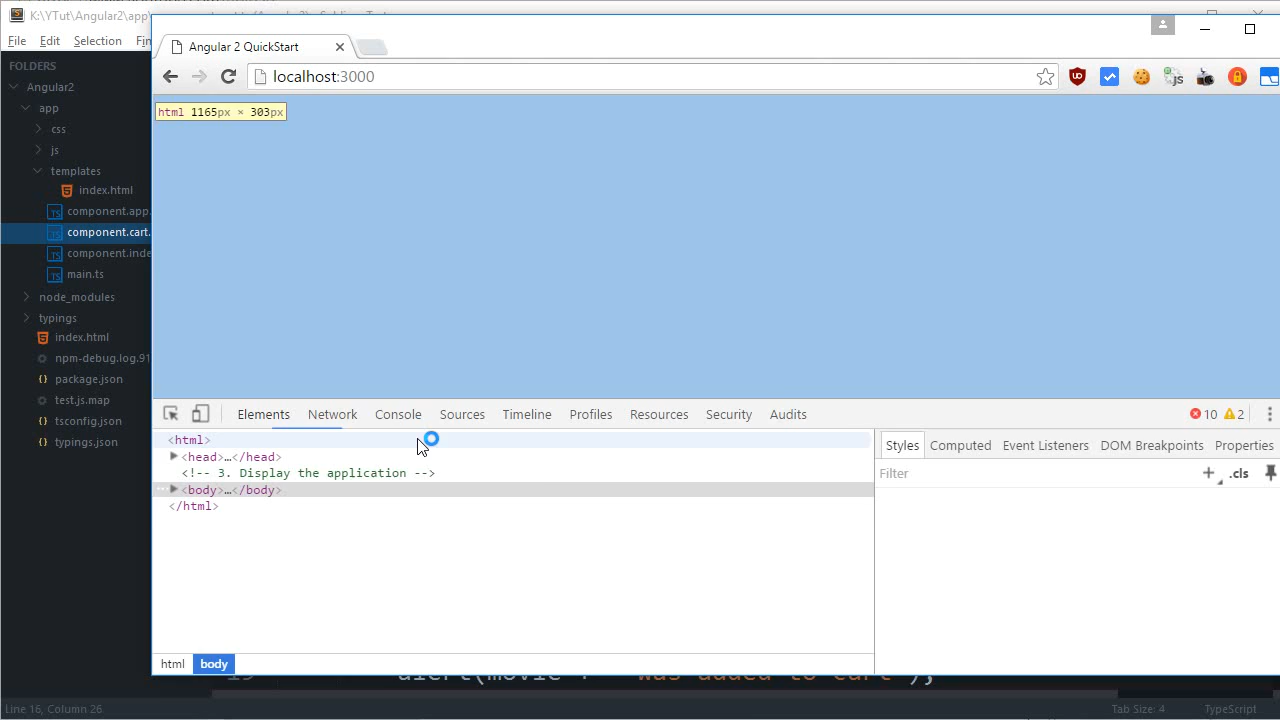 K:\YTut\Angular2\app\
File Edit Selection
FOLDERS
Angular2
app
css
js
templates
index.html
component.app.
component.cart.
component.inde
main.ts
node_modules
typings
index.html
npm-debug.log.91
package.json
test.js.map
tsconfig.json
typings.json
Angular 2 QuickStart
localhost:3000
html 1165px × 303px
Elements Network Console Sources Timeline Profiles Resources Security Audits 10 2
<html>
<head>…</head>
<!-- 3. Display the application -->
<body>…</body>
</html>
html body
Styles Computed Event Listeners DOM Breakpoints Properties
Filter + .cls
Line 16, Column 26 Tab Size: 4 TypeScript